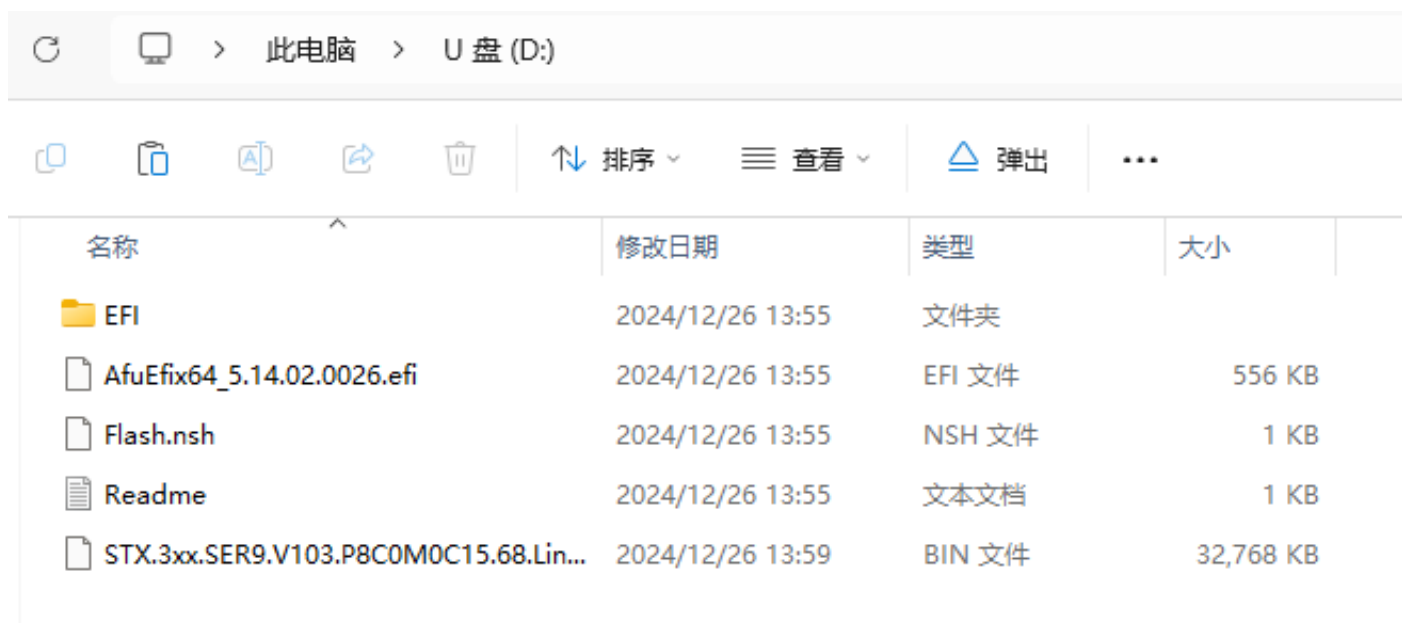 此电脑 > U 盘 (D:)
排序 查看 弹出
名称 修改日期 类型 大小
EFI 2024/12/26 13:55 文件夹
AfuEfix64_5.14.02.0026.efi 2024/12/26 13:55 EFI 文件 556 KB
Flash.nsh 2024/12/26 13:55 NSH 文件 1 KB
Readme 2024/12/26 13:55 文本文档 1 KB
STX.3xx.SER9.V103.P8C0M0C15.68.Lin... 2024/12/26 13:59 BIN 文件 32,768 KB